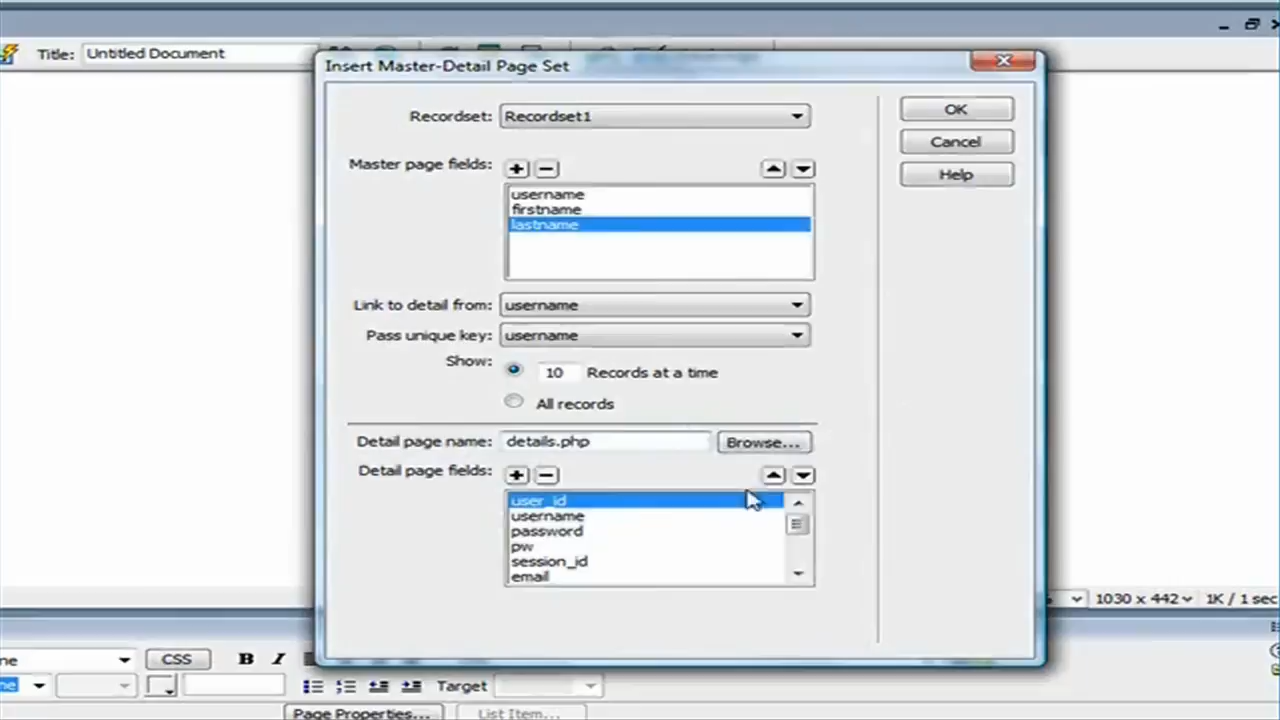 Title: Untitled Document
Insert Master-Detail Page Set
Recordset: Recordset1
OK
Cancel
Help
Master page fields:
username
firstname
lastname
Link to detail from: username
Pass unique key: username
Show: 10 Records at a time
All records
Detail page name: details.php Browse...
Detail page fields:
user_id
username
password
pw
session_id
email
1030 x 442 1K / 1 sec
CSS B I
Target
Page Properties... List Item...